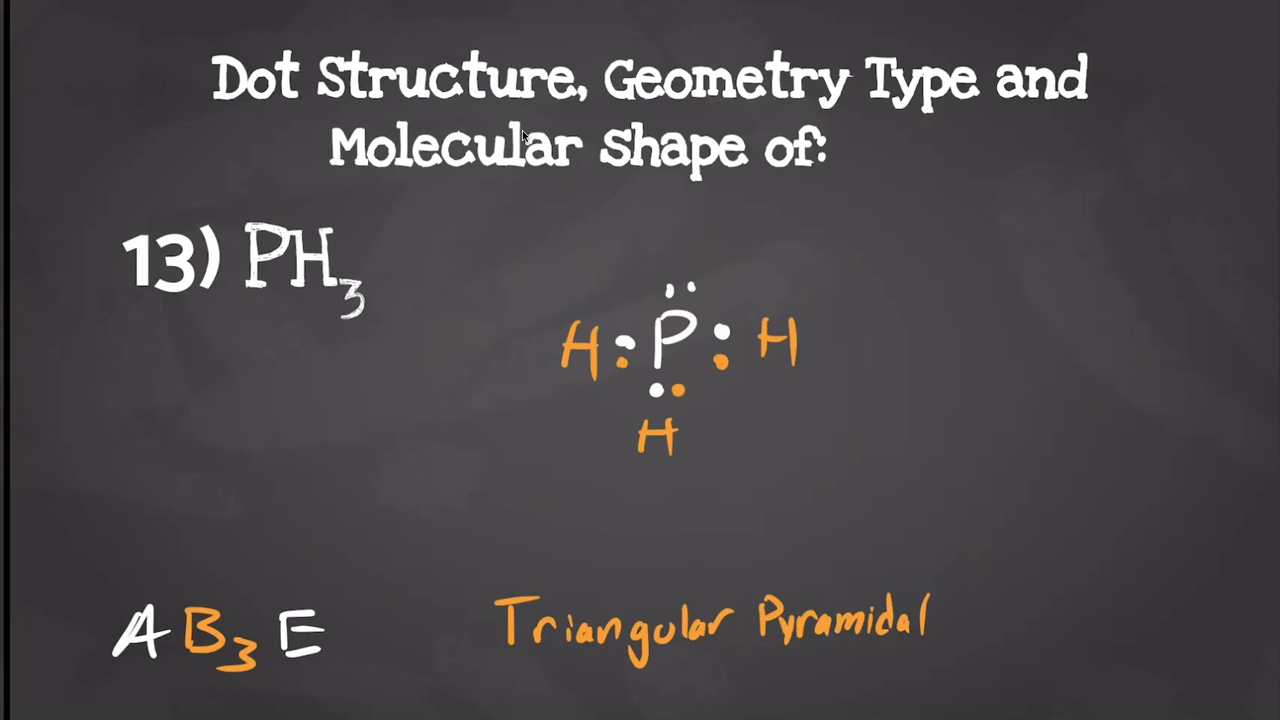 Dot Structure, Geometry Type and
Molecular Shape of:
13) PH₃
H : P̈ : H
..
H
AB₃E
Triangular Pyramidal